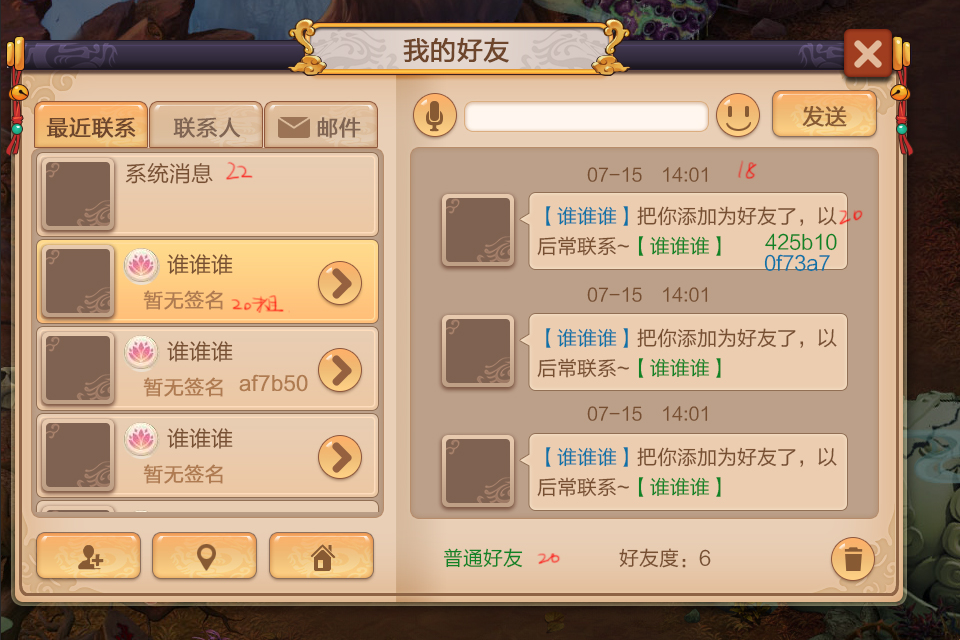 我的好友
最近联系
联系人
邮件
发送
系统消息 22
谁谁谁
暂无签名 20粗
谁谁谁
暂无签名 af7b50
谁谁谁
暂无签名
07-15 14:01 18
【谁谁谁】把你添加为好友了，以20
后常联系~【谁谁谁】 425b10
0f73a7
07-15 14:01
【谁谁谁】把你添加为好友了，以
后常联系~【谁谁谁】
07-15 14:01
【谁谁谁】把你添加为好友了，以
后常联系~【谁谁谁】
普通好友 20 好友度：6